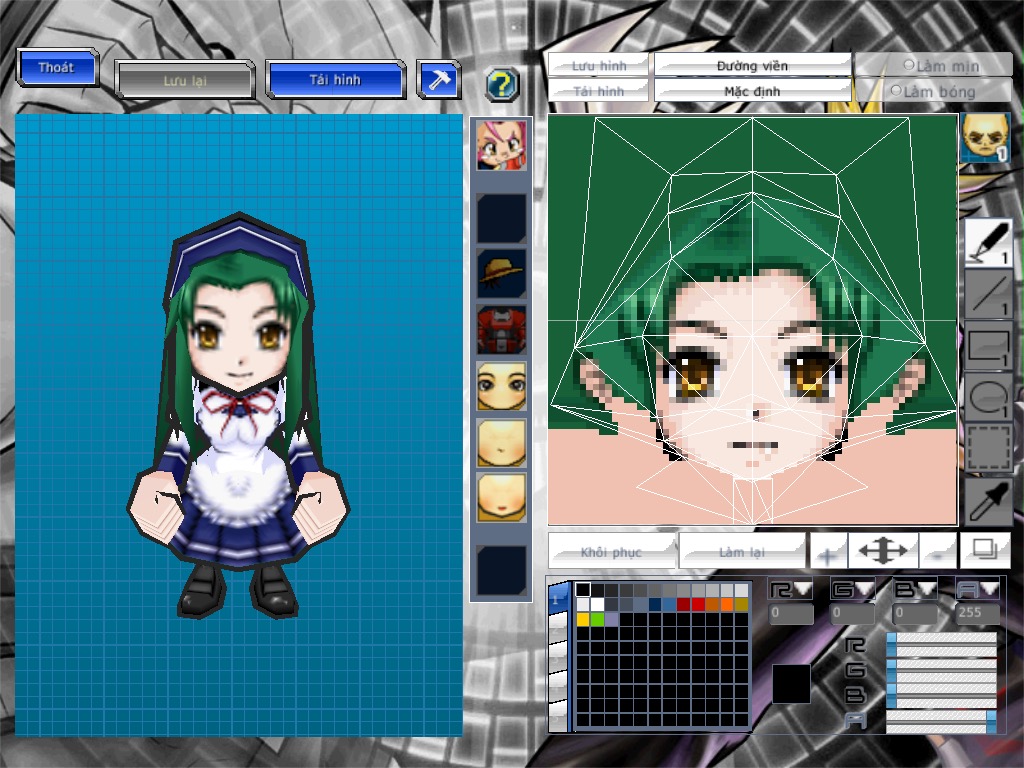 Thoát
Lưu lại
Tải hình
?
Lưu hình
Đường viền
Làm mịn
Tải hình
Mặc định
Làm bóng
1
1
1
1
1
Khôi phục
Làm lại
1
R
G
B
A
0
0
0
255
R
G
B
A